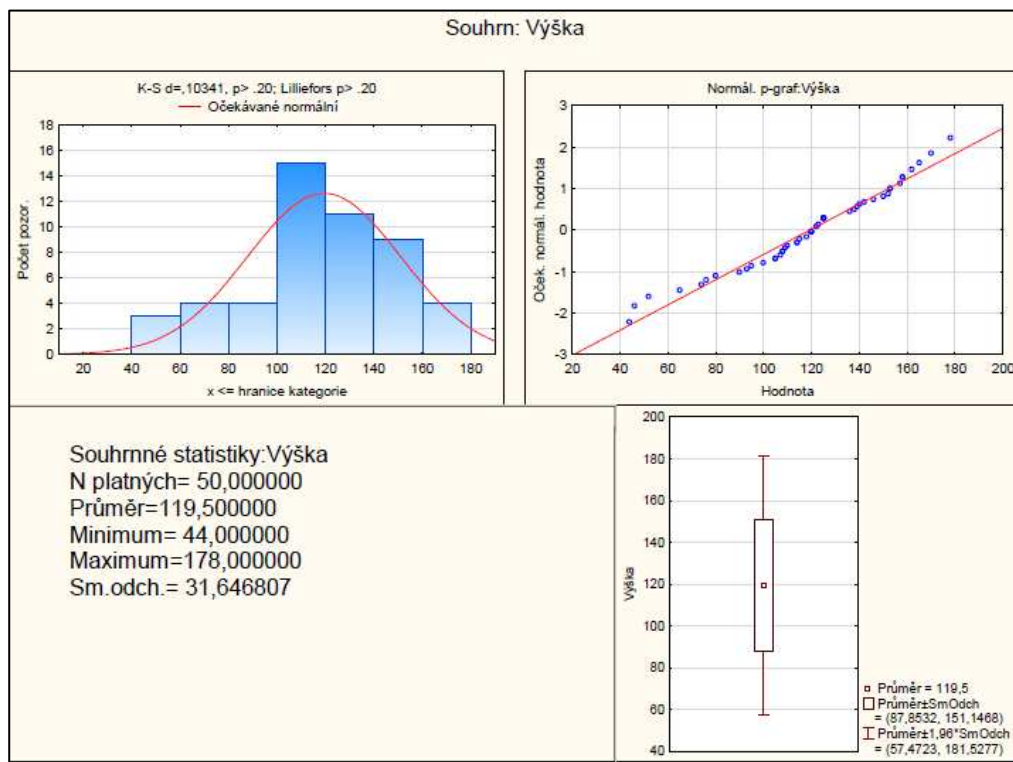 Souhrn: Výška
K-S d=,10341, p> .20; Lilliefors p> .20
Očekávané normální
18
16
14
12
10
8
6
4
2
0
Počet pozor.
20 40 60 80 100 120 140 160 180
x <= hranice kategorie
Normál. p-graf:Výška
3
2
1
0
-1
-2
-3
Oček. normál. hodnota
20 40 60 80 100 120 140 160 180 200
Hodnota
Souhrnné statistiky:Výška
N platných= 50,000000
Průměr=119,500000
Minimum= 44,000000
Maximum=178,000000
Sm.odch.= 31,646807
200
180
160
140
120
100
80
60
40
Výška
Průměr = 119,5
Průměr±SmOdch
= (87,8532, 151,1468)
Průměr±1,96*SmOdch
= (57,4723, 181,5277)